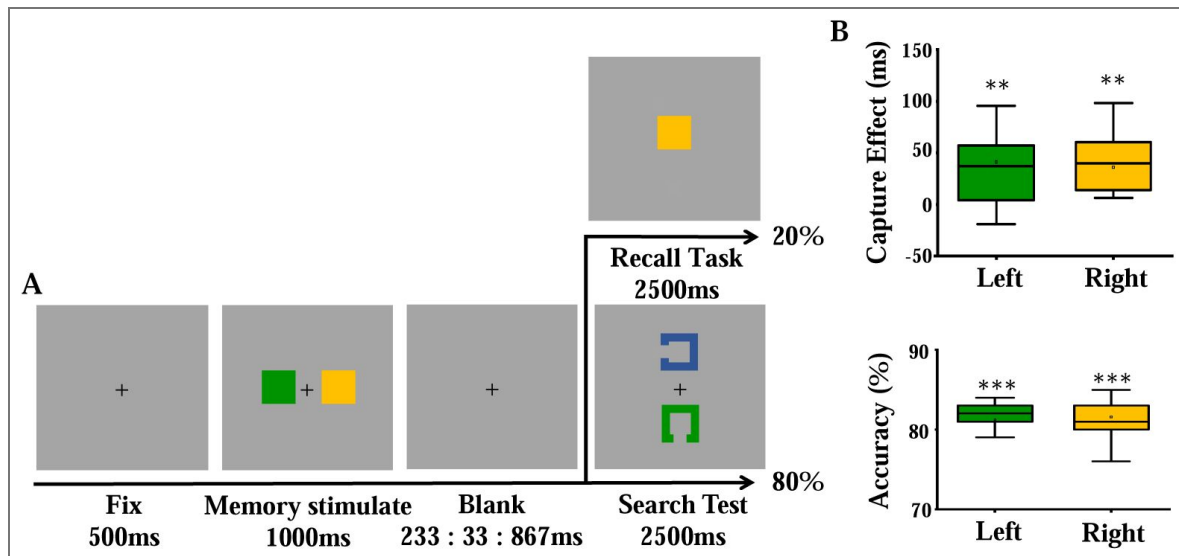 A
Fix
500ms
Memory stimulate
1000ms
Blank
233 : 33 : 867ms
Recall Task
2500ms
20%
Search Test
2500ms
80%
B
Capture Effect (ms)
150
100
50
0
-50
**
**
Left
Right
Accuracy (%)
90
80
70
***
***
Left
Right